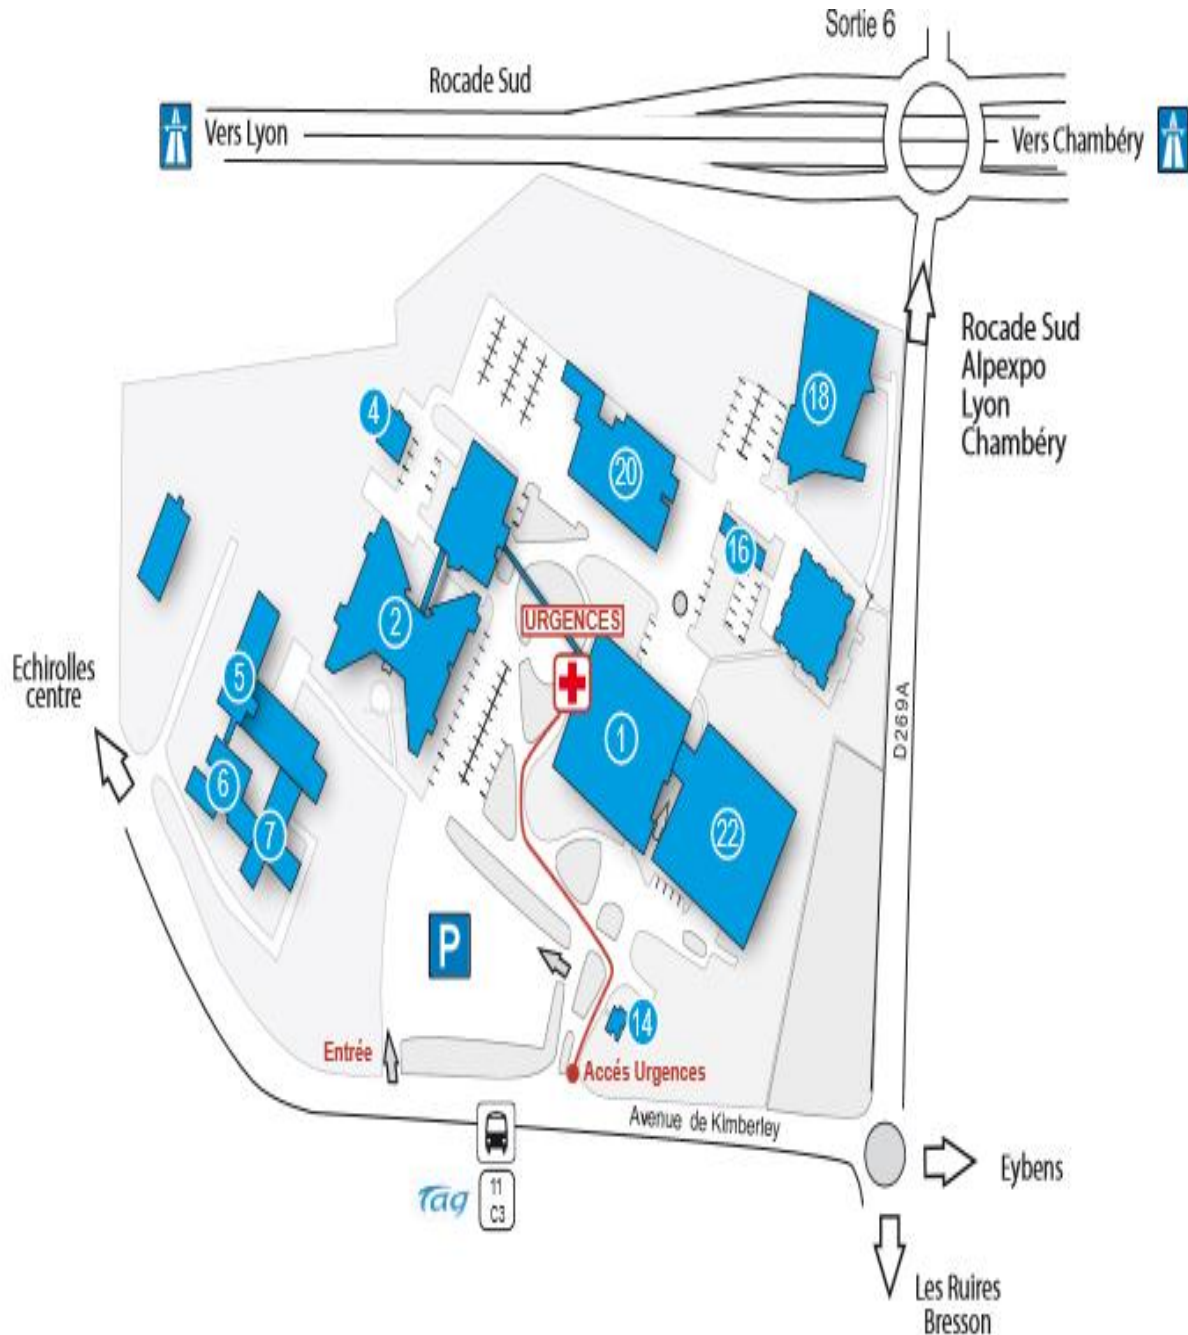 Sortie 6
Rocade Sud
Vers Lyon
Vers Chambéry
Rocade Sud
Alpexpo
Lyon
Chambéry
4
18
20
16
2
URGENCES
Echirolles
centre
5
1
D269A
6
7
22
P
14
Entrée
Accés Urgences
Avenue de Kimberley
Eybens
Tag
11
C3
Les Ruires
Bresson